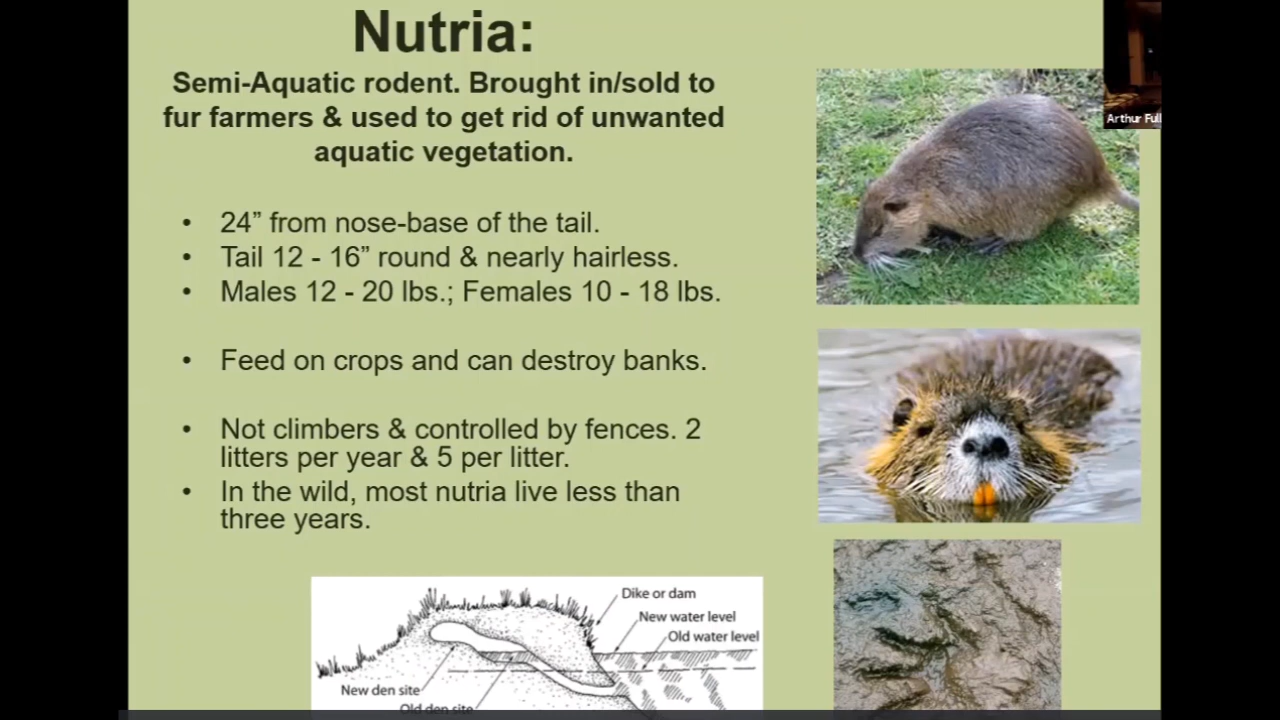 Nutria:
Semi-Aquatic rodent. Brought in/sold to
fur farmers & used to get rid of unwanted
aquatic vegetation.
• 24” from nose-base of the tail.
• Tail 12 - 16” round & nearly hairless.
• Males 12 - 20 lbs.; Females 10 - 18 lbs.
• Feed on crops and can destroy banks.
• Not climbers & controlled by fences. 2
litters per year & 5 per litter.
• In the wild, most nutria live less than
three years.
Arthur Full
Dike or dam
New water level
Old water level
New den site
Old den site